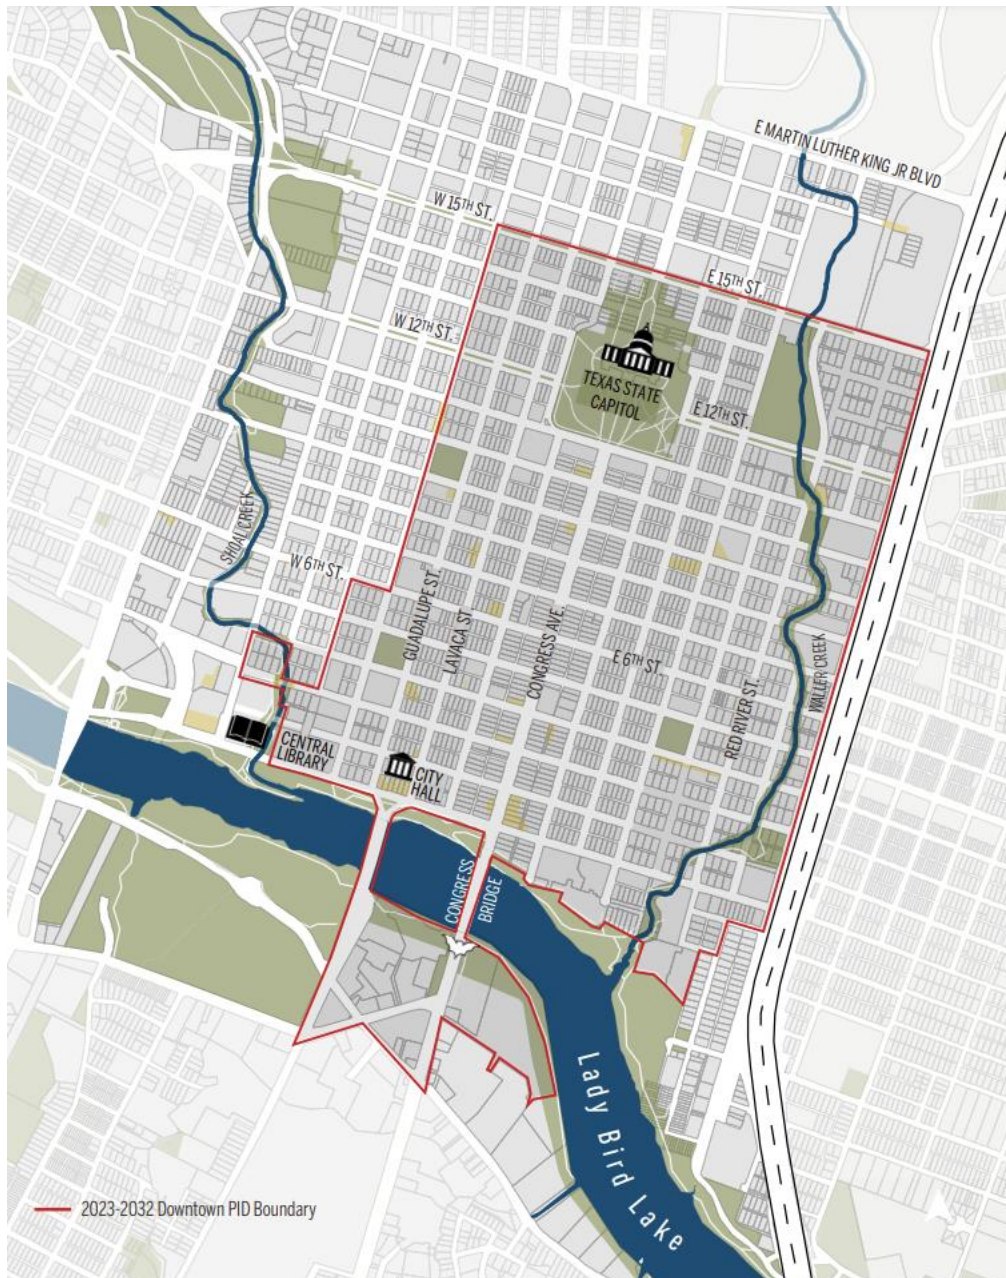 E MARTIN LUTHER KING JR BLVD
W 15TH ST.
E 15TH ST.
W 12TH ST.
TEXAS STATE
CAPITOL
E 12TH ST.
SHOAL CREEK
W 6TH ST.
GUADALUPE ST.
LAVACA ST
CONGRESS AVE.
E 6TH ST.
RED RIVER ST.
WALLER CREEK
CENTRAL
LIBRARY
CITY
HALL
CONGRESS
BRIDGE
Lady Bird Lake
2023-2032 Downtown PID Boundary